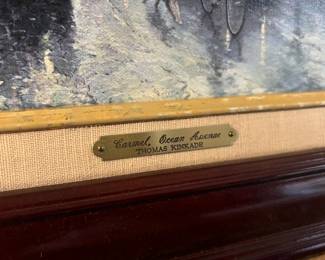 Carmel, Ocean Avenue
THOMAS KINKADE